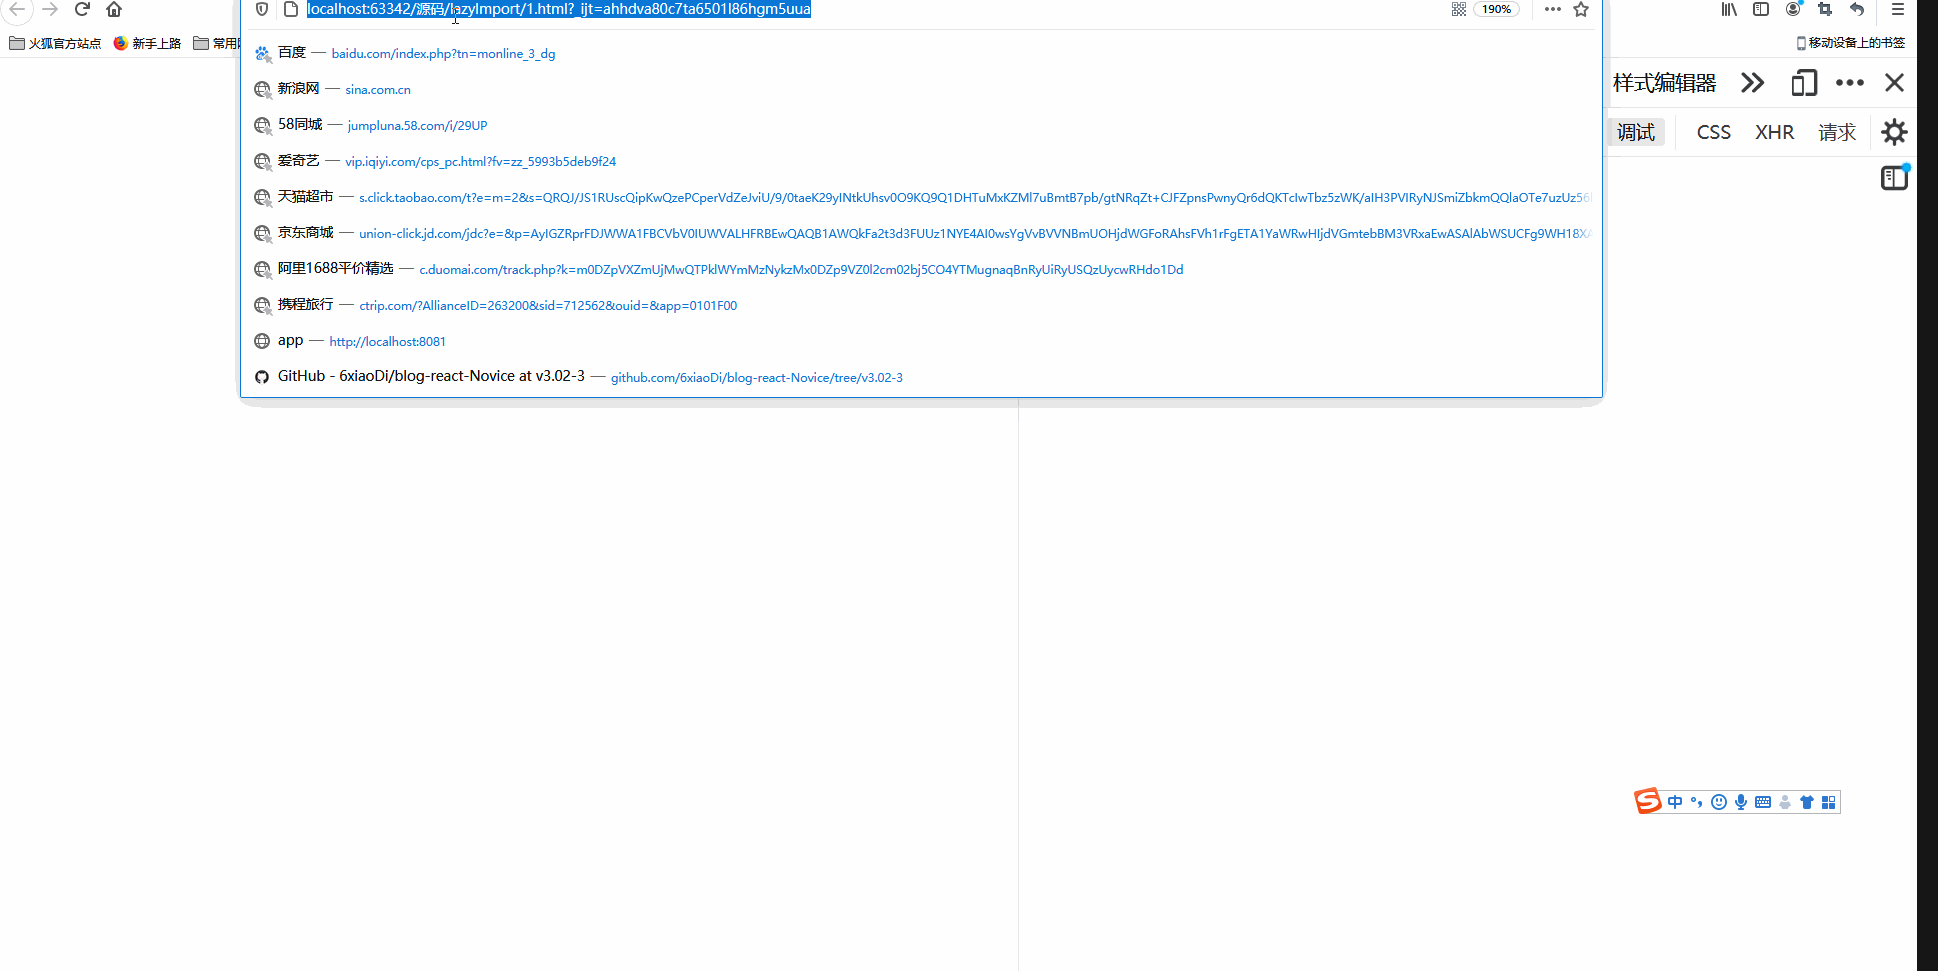 localhost:63342/源码/lazyImport/1.html?_ijt=ahhdva80c7ta6501l86hgm5uua
190%
火狐官方站点 新手上路 常用
移动设备上的书签
百度 — baidu.com/index.php?tn=monline_3_dg
新浪网 — sina.com.cn
58同城 — jumpluna.58.com/i/29UP
爱奇艺 — vip.iqiyi.com/cps_pc.html?fv=zz_5993b5deb9f24
天猫超市 — s.click.taobao.com/t?e=m=2&s=QRQJ/JS1RUscQipKwQzePCperVdZeJviU/9/0taeK29yINtkUhsv0O9KQ9Q1DHTuMxKZMl7uBmtB7pb/gtNRqZt+CJFZpnsPwnyQr6dQKTcIwTbz5zWK/aIH3PVIRyNJSmiZbkmQQlaOTe7uzUz56
京东商城 — union-click.jd.com/jdc?e=&p=AyIGZRprFDJWWA1FBCVbV0IUWVALHFRBEwQAQB1AWQkFa2t3d3FUUz1NYE4AI0wsYgVvBVVNBmUOHjdWGFoRAhsFVh1rFgETA1YaWRwHIjdVGmtebBM3VRxaEwASAlAbWSUCFg9WH18XA
阿里1688平价精选 — c.duomai.com/track.php?k=m0DZpVXZmUjMwQTPklWYmMzNykzMx0DZp9VZ0l2cm02bj5CO4YTMugnaqBnRyUiRyUSQzUycwRHdo1Dd
携程旅行 — ctrip.com/?AllianceID=263200&sid=712562&ouid=&app=0101F00
app — http://localhost:8081
GitHub - 6xiaoDi/blog-react-Novice at v3.02-3 — github.com/6xiaoDi/blog-react-Novice/tree/v3.02-3
样式编辑器
调试 CSS XHR 请求
中